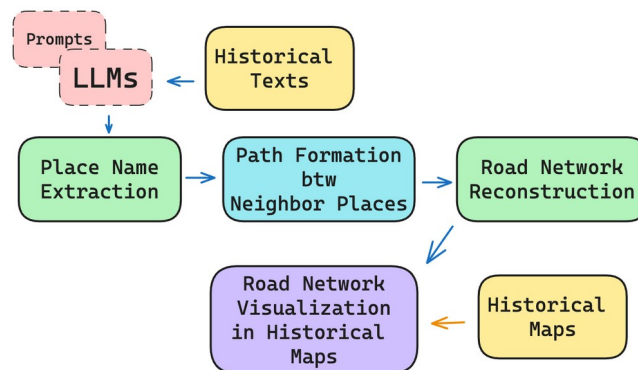 Prompts
LLMs
Historical
Texts
Place Name
Extraction
Path Formation
btw
Neighbor Places
Road Network
Reconstruction
Road Network
Visualization
in Historical
Maps
Historical
Maps